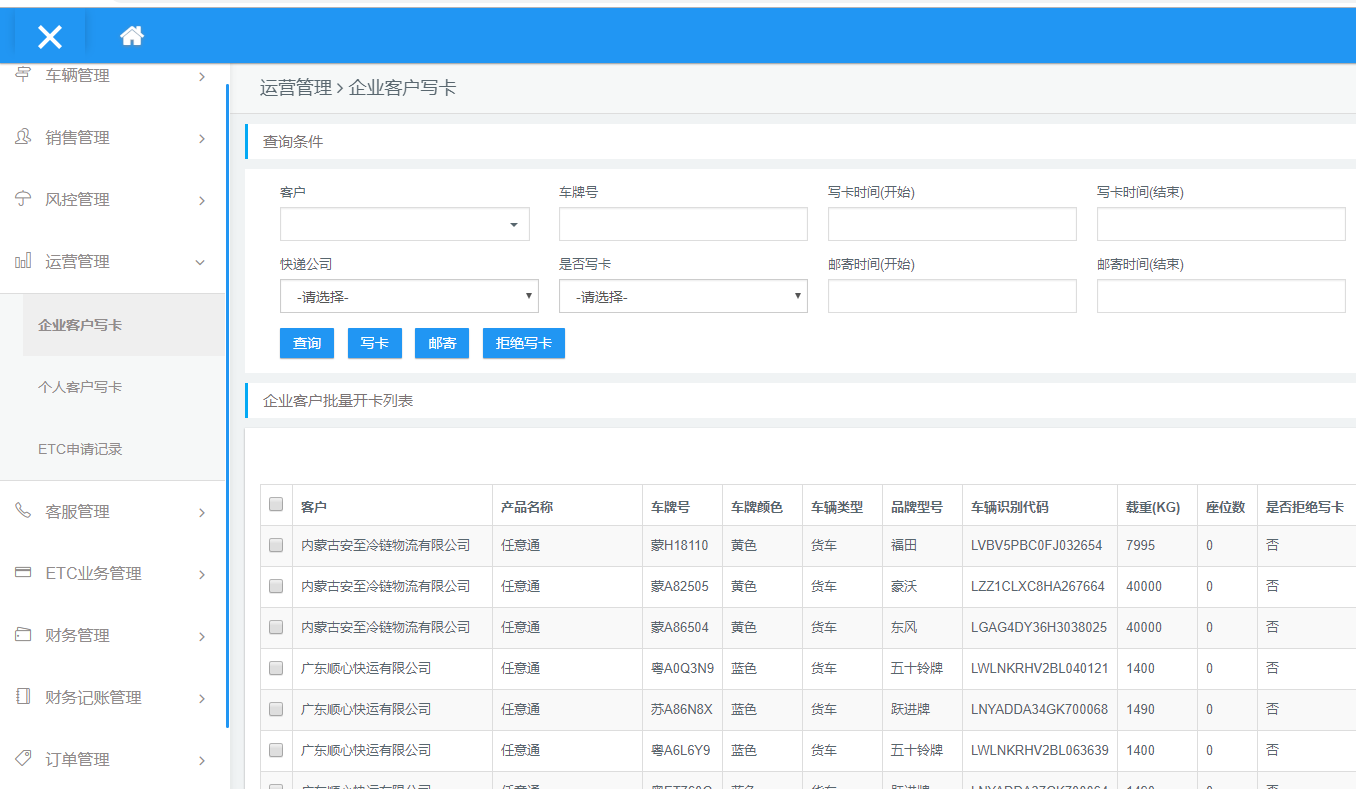 车辆管理
销售管理
风控管理
运营管理
企业客户写卡
个人客户写卡
ETC申请记录
客服管理
ETC业务管理
财务管理
财务记账管理
订单管理
运营管理 > 企业客户写卡
查询条件
客户 车牌号 写卡时间(开始) 写卡时间(结束)
快递公司 是否写卡 邮寄时间(开始) 邮寄时间(结束)
-请选择- -请选择-
查询 写卡 邮寄 拒绝写卡
企业客户批量开卡列表
客户 产品名称 车牌号 车牌颜色 车辆类型 品牌型号 车辆识别代码 载重(KG) 座位数 是否拒绝写卡
内蒙古安至冷链物流有限公司 任意通 蒙H18110 黄色 货车 福田 LVBV5PBC0FJ032654 7995 0 否
内蒙古安至冷链物流有限公司 任意通 蒙A82505 黄色 货车 豪沃 LZZ1CLXC8HA267664 40000 0 否
内蒙古安至冷链物流有限公司 任意通 蒙A86504 黄色 货车 东风 LGAG4DY36H3038025 40000 0 否
广东顺心快运有限公司 任意通 粤A0Q3N9 蓝色 货车 五十铃牌 LWLNKRHV2BL040121 1400 0 否
广东顺心快运有限公司 任意通 苏A86N8X 蓝色 货车 跃进牌 LNYADDA34GK700068 1490 0 否
广东顺心快运有限公司 任意通 粤A6L6Y9 蓝色 货车 五十铃牌 LWLNKRHV2BL063639 1400 0 否